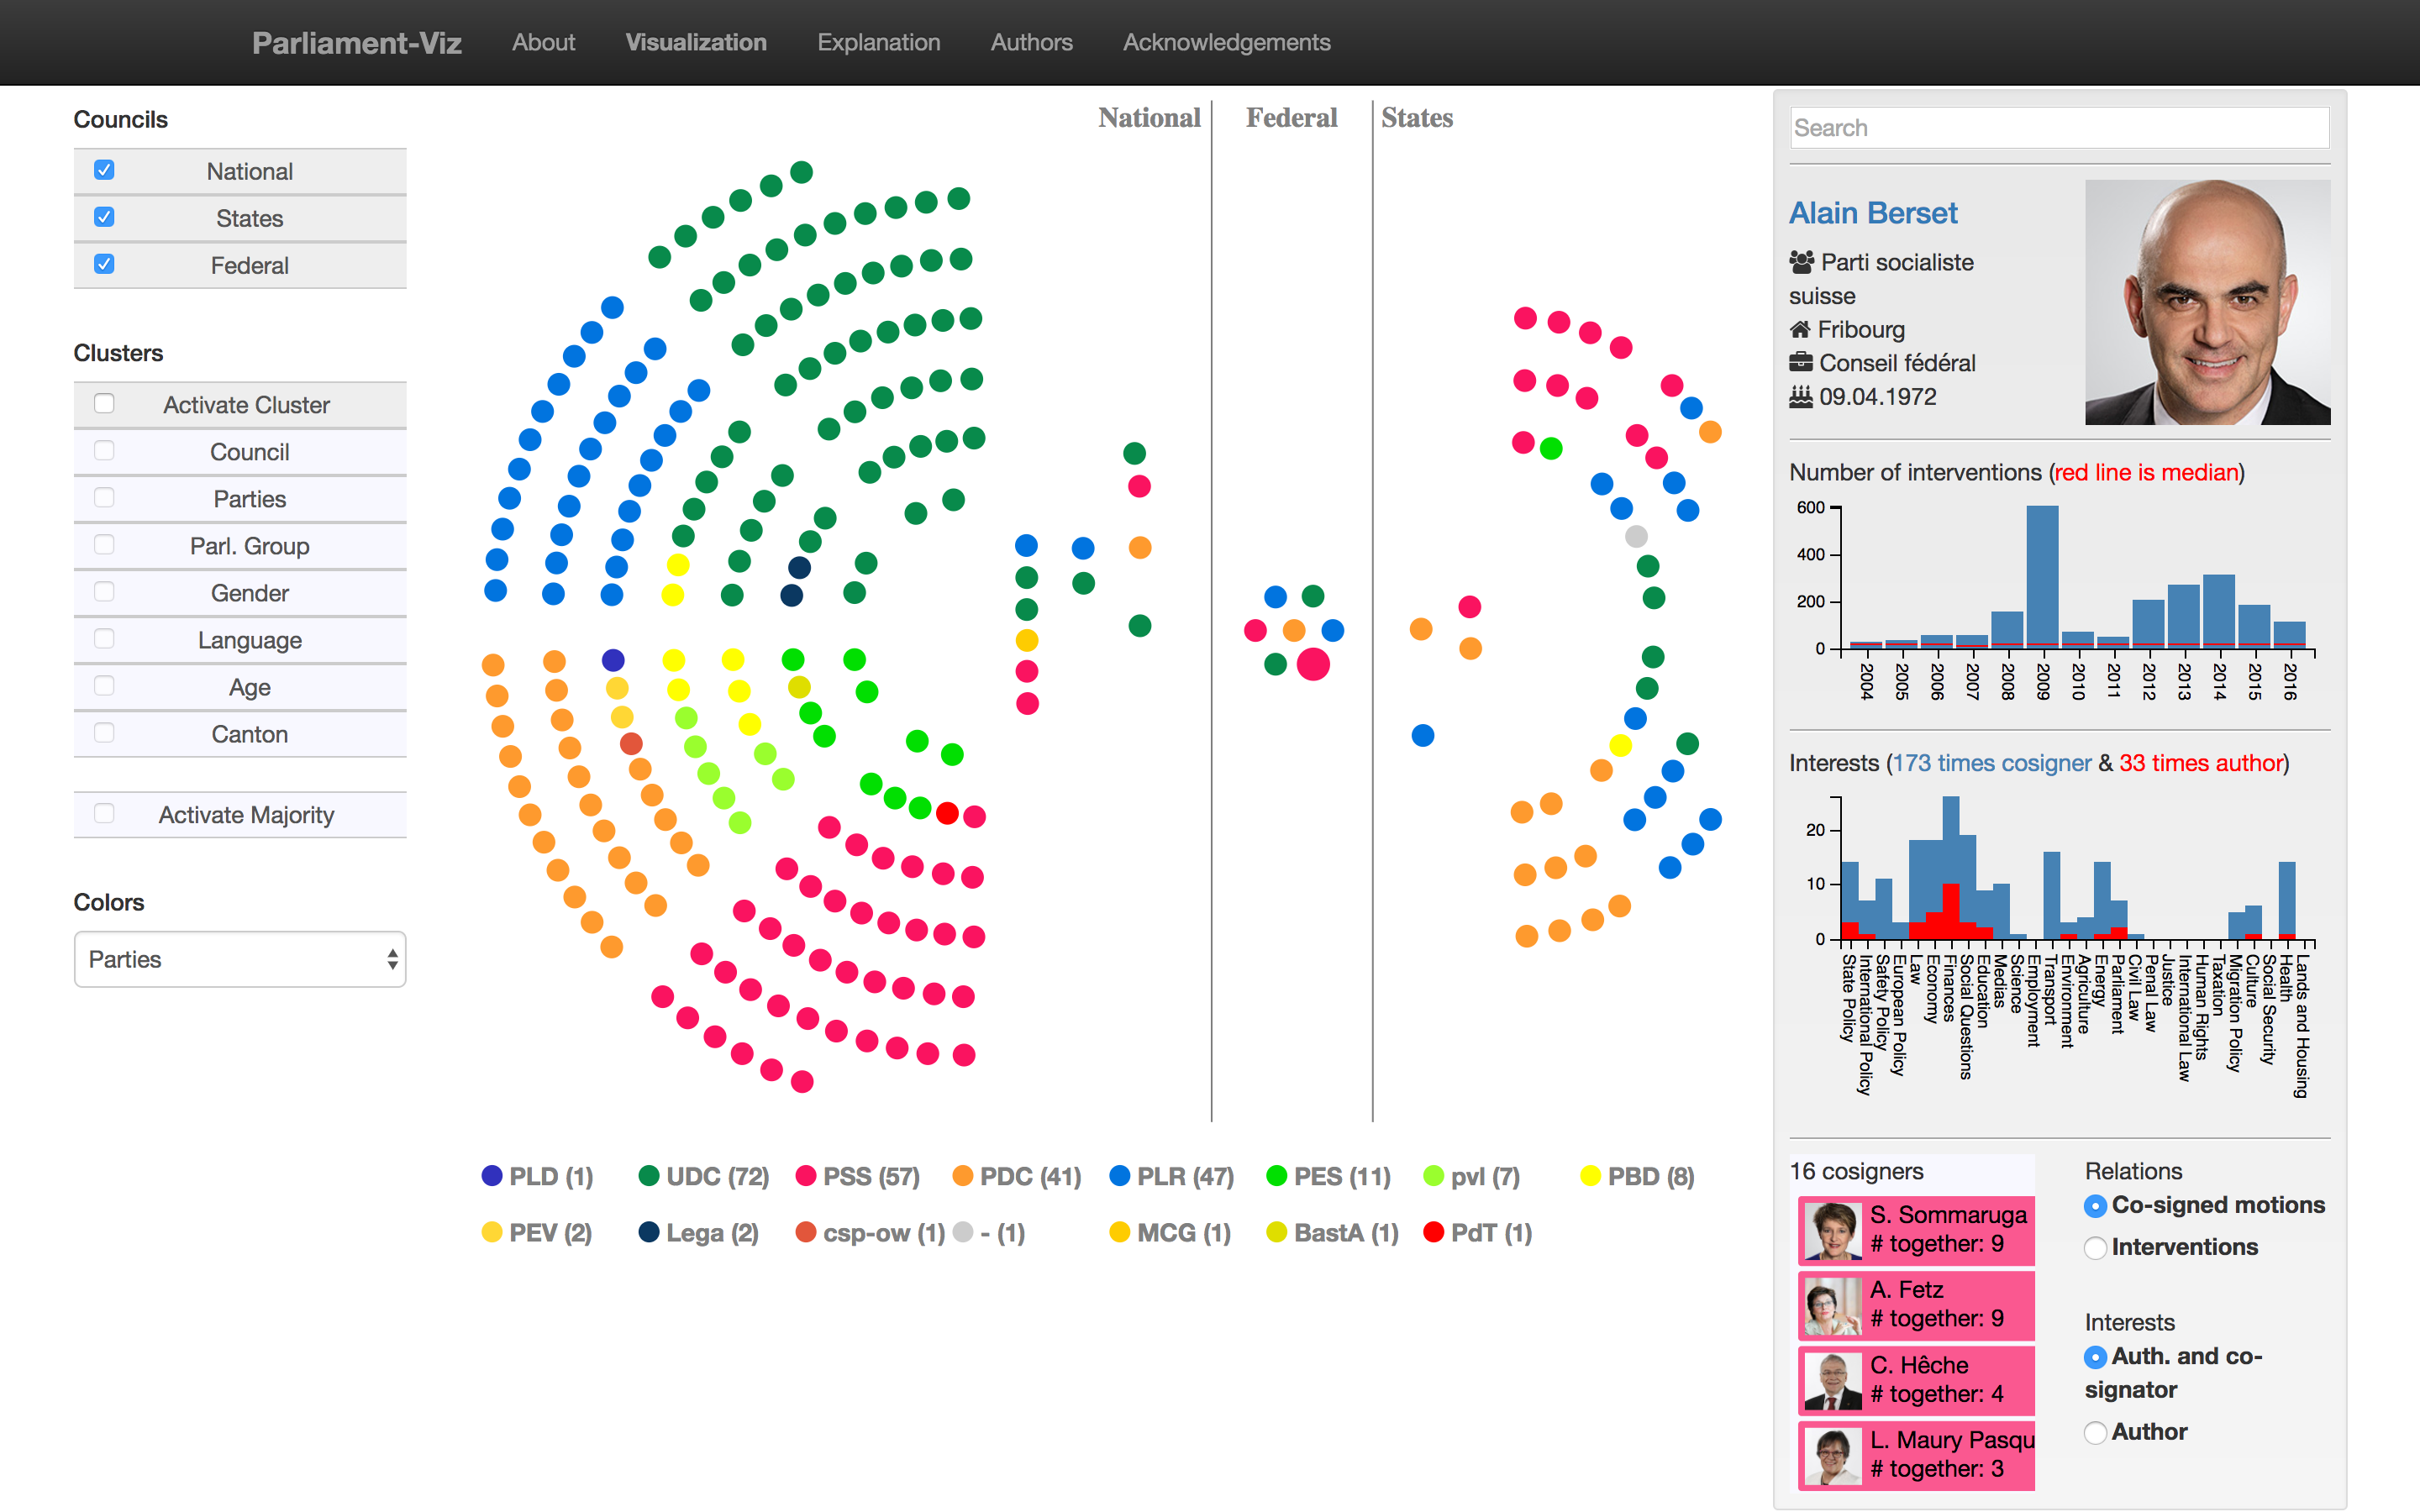 Parliament-Viz About Visualization Explanation Authors Acknowledgements
Councils
National
States
Federal
Clusters
Activate Cluster
Council
Parties
Parl. Group
Gender
Language
Age
Canton
Activate Majority
Colors
Parties
National Federal States
PLD (1) UDC (72) PSS (57) PDC (41) PLR (47) PES (11) pvl (7) PBD (8)
PEV (2) Lega (2) csp-ow (1) - (1) MCG (1) BastA (1) PdT (1)
Search
Alain Berset
Parti socialiste
suisse
Fribourg
Conseil fédéral
09.04.1972
Number of interventions (red line is median)
600
400
200
0
2004 2005 2006 2007 2008 2009 2010 2011 2012 2013 2014 2015 2016
Interests (173 times cosigner & 33 times author)
20
10
0
State Policy
International Policy
Safety Policy
European Policy
Law
Economy
Finances
Social Questions
Education
Medias
Science
Employment
Transport
Environment
Agriculture
Energy
Parliament
Civil Law
Penal Law
Justice
International Law
Human Rights
Taxation
Migration Policy
Culture
Social Security
Health
Lands and Housing
16 cosigners
S. Sommaruga
# together: 9
A. Fetz
# together: 9
C. Hêche
# together: 4
L. Maury Pasqu
# together: 3
Relations
Co-signed motions
Interventions
Interests
Auth. and co-
signator
Author